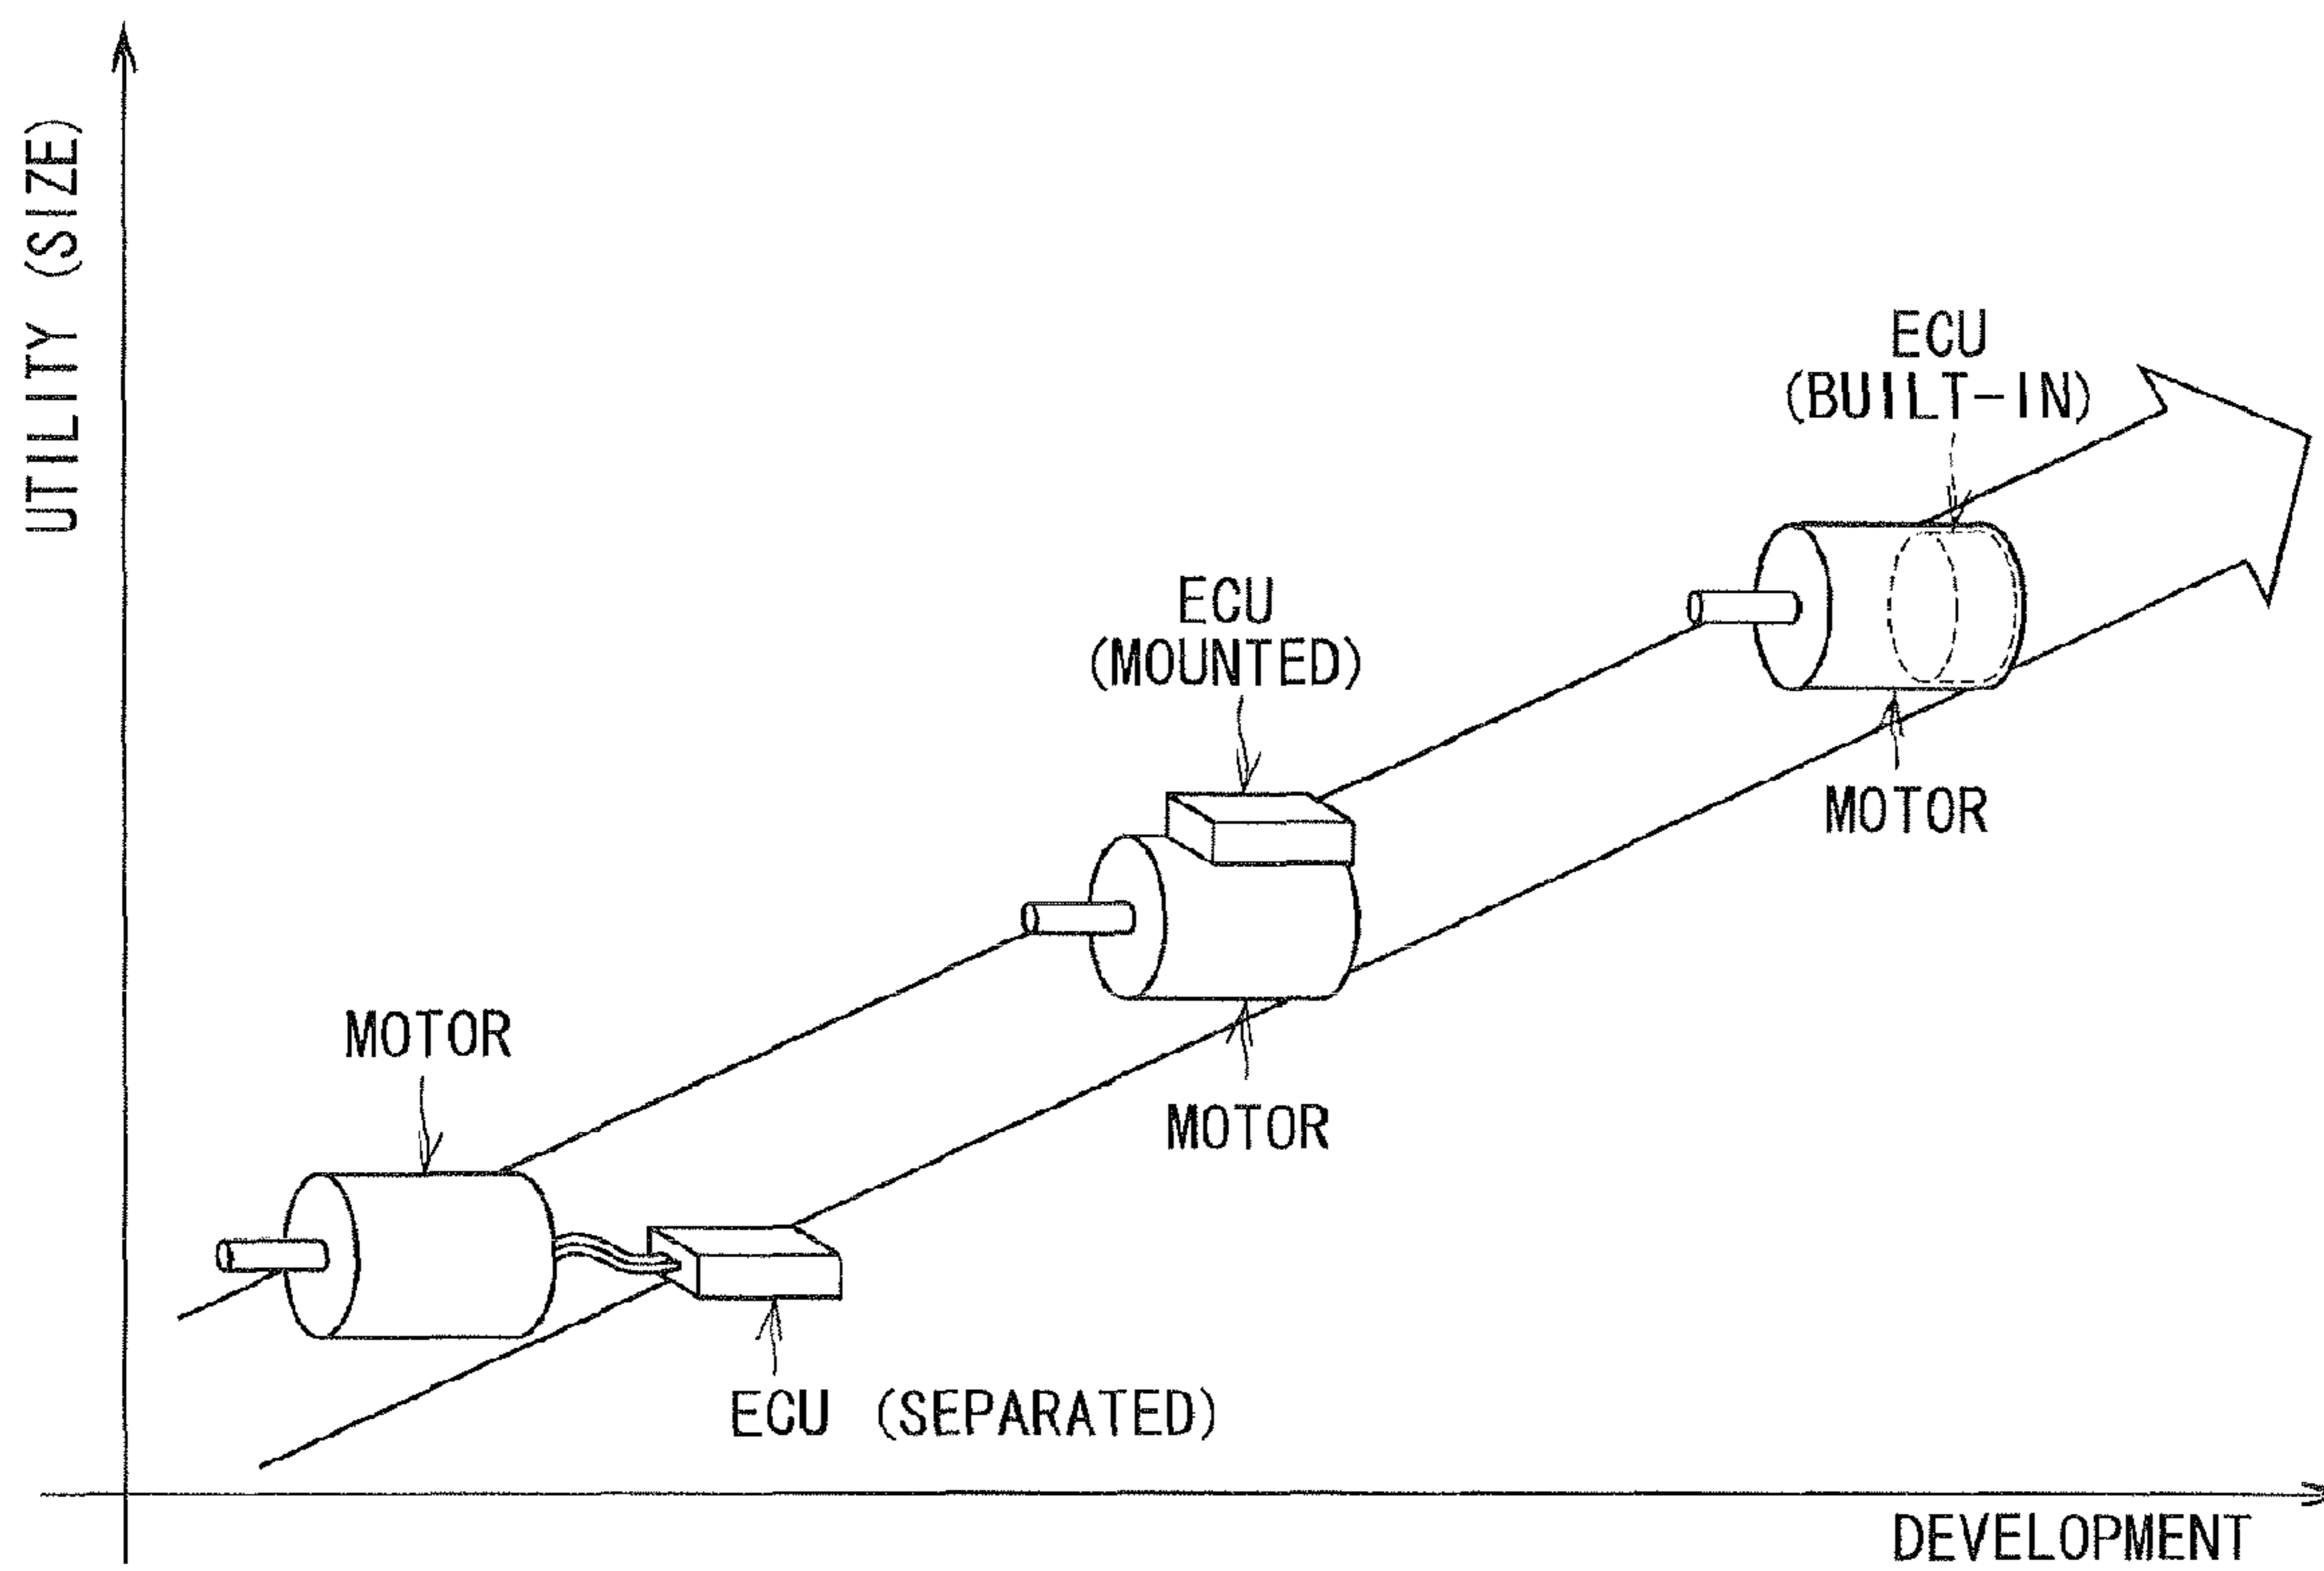 UTILITY (SIZE)
ECU
(BUILT-IN)
ECU
(MOUNTED)
MOTOR
MOTOR
MOTOR
ECU (SEPARATED)
DEVELOPMENT